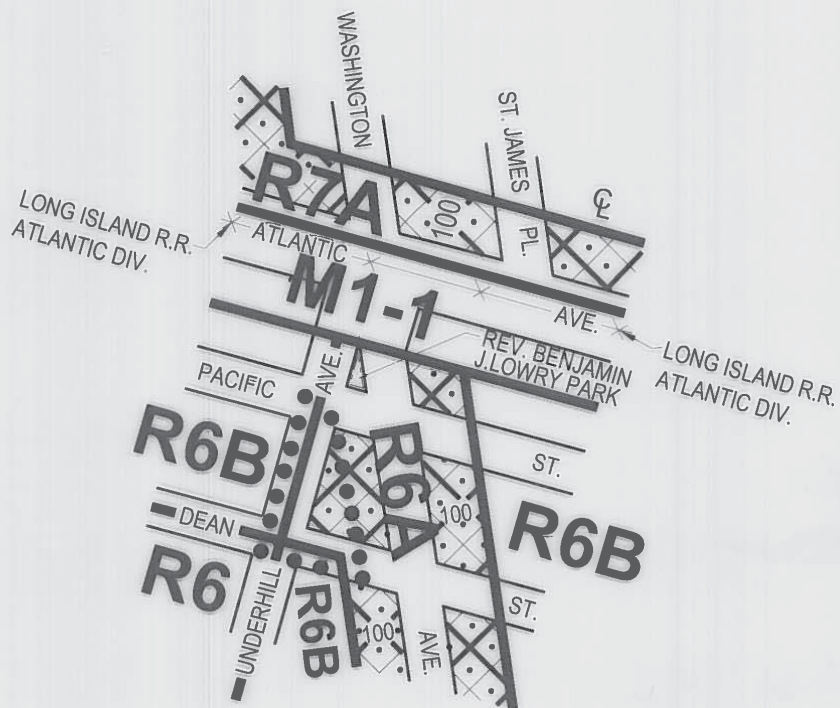 WASHINGTON
ST. JAMES
PL.
℄
R7A
100
LONG ISLAND R.R.
ATLANTIC DIV.
ATLANTIC
AVE.
M1-1
REV. BENJAMIN
J.LOWRY PARK
LONG ISLAND R.R.
ATLANTIC DIV.
PACIFIC
AVE.
ST.
R6B
R6A
100
R6B
DEAN
ST.
R6
UNDERHILL
R6B
100
AVE.